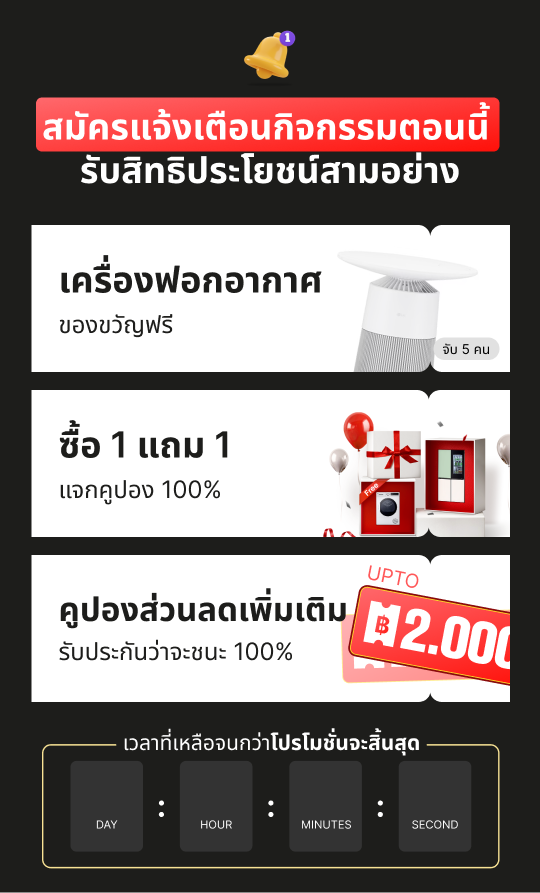 1
สมัครแจ้งเตือนกิจกรรมตอนนี้
รับสิทธิประโยชน์สามอย่าง
เครื่องฟอกอากาศ
ของขวัญฟรี
จับ 5 คน
ซื้อ 1 แถม 1
แจกคูปอง 100%
Free
คูปองส่วนลดเพิ่มเติม
รับประกันว่าจะชนะ 100%
UPTO
฿2.000
เวลาที่เหลือจนกว่าโปรโมชั่นจะสิ้นสุด
DAY : HOUR : MINUTES : SECOND